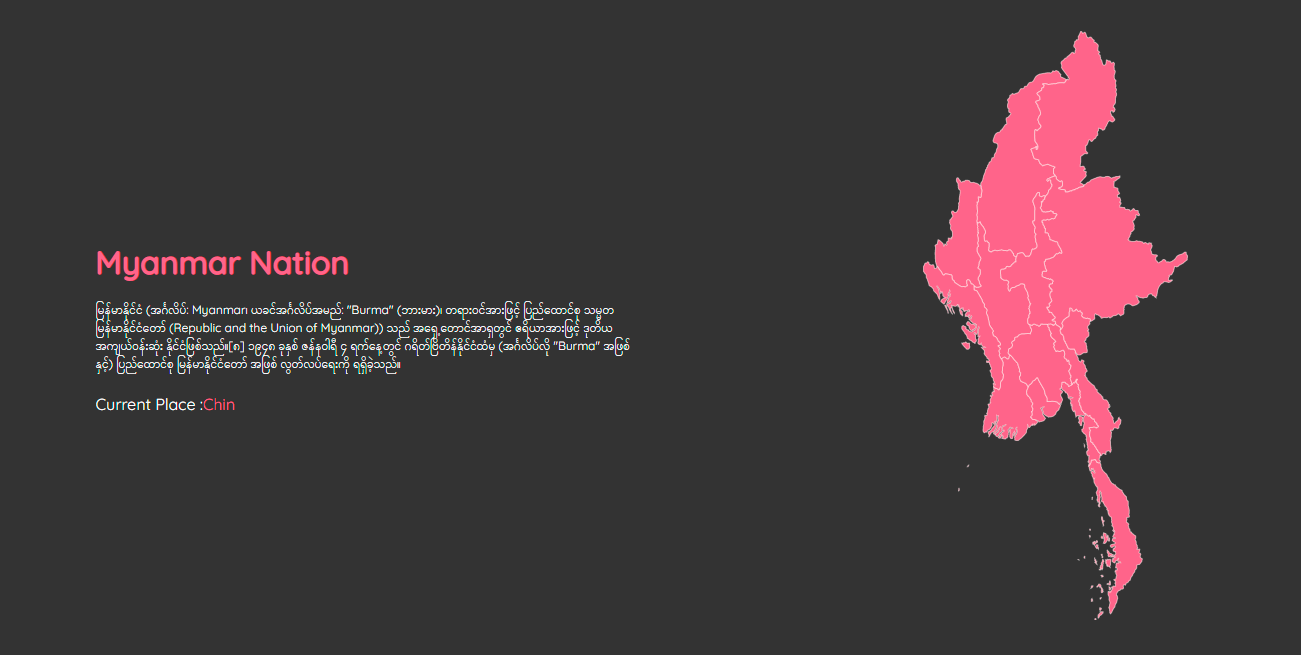 Myanmar Nation
မြန်မာနိုင်ငံ (အင်္ဂလိပ်: Myanmar၊ ယခင်အင်္ဂလိပ်အမည်: "Burma" (ဘားမား)၊ တရားဝင်အားဖြင့် ပြည်ထောင်စု သမ္မတ
မြန်မာနိုင်ငံတော် (Republic and the Union of Myanmar)) သည် အရှေ့တောင်အာရှတွင် ဧရိယာအားဖြင့် ဒုတိယ
အကျယ်ဝန်းဆုံး နိုင်ငံဖြစ်သည်။[၈] ၁၉၄၈ ခုနှစ် ဇန်နဝါရီ ၄ ရက်နေ့တွင် ဂရိတ်ဗြိတိန်နိုင်ငံထံမှ (အင်္ဂလိပ်လို "Burma" အဖြစ်
နှင့်) ပြည်ထောင်စု မြန်မာနိုင်ငံတော် အဖြစ် လွတ်လပ်ရေးကို ရရှိခဲ့သည်။
Current Place :Chin